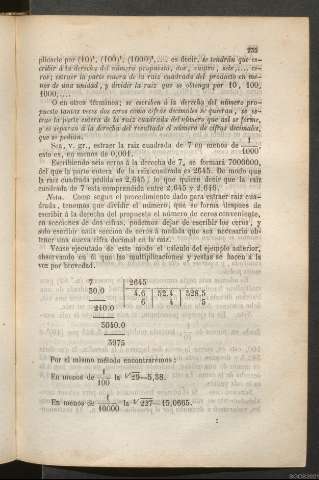 235
plicarle por (10)², (100)², (1000)²,.... es decir, se tendrán que es-
cribir á la derecha del número propuesto, dos, cuatro, seis,.... ce-
ros; extraer la parte entera de la raiz cuadrada del producto en me-
nos de una unidad, y dividir la raiz que se obtenga por 10, 100,
1000,....
O en otros términos; se escriben á la derecha del número pro-
puesto tantas veces dos ceros como cifras decimales se quieran, se ex-
trae la parte entera de la raiz cuadrada del número que así se forme,
y se separan á la derecha del resultado el número de cifras decimales,
que se pedian.
Sea, v. gr., estraer la raiz cuadrada de 7 en menos de 1/1000,
esto es, en menos de 0,001.
Escribiendo seis ceros á la derecha de 7, se formará 7000000,
del que la parte entera de la raiz cuadrada es 2645. De modo que
la raiz cuadrada pedida es 2,645; lo que quiere decir que la raiz
cuadrada de 7 está comprendida entre 2,645 y 2,646.
Nota. Como segun el procedimiento dado para estraer raiz cua-
drada, tenemos que dividir el número, que se forma despues de
escribir á la derecha del propuesto el número de ceros conveniente,
en secciones de dos cifras, podremos dejar de escribir los ceros, y
solo escribir una seccion de ceros á medida que sea necesario ob-
tener una nueva cifra decimal en la raiz.
Véase ejecutado de este modo el cálculo del ejemplo anterior,
observando en él que las multiplicaciones y restas se hacen á la
vez por brevedad.
7 2645
30,0 4,6 52,4 528,5
6 4 5
240.0
3040.0
3975
Por el mismo método encontraremos:
En menos de 1/100 la √29=5,38.
En menos de 1/10000 la √227=15,0665.